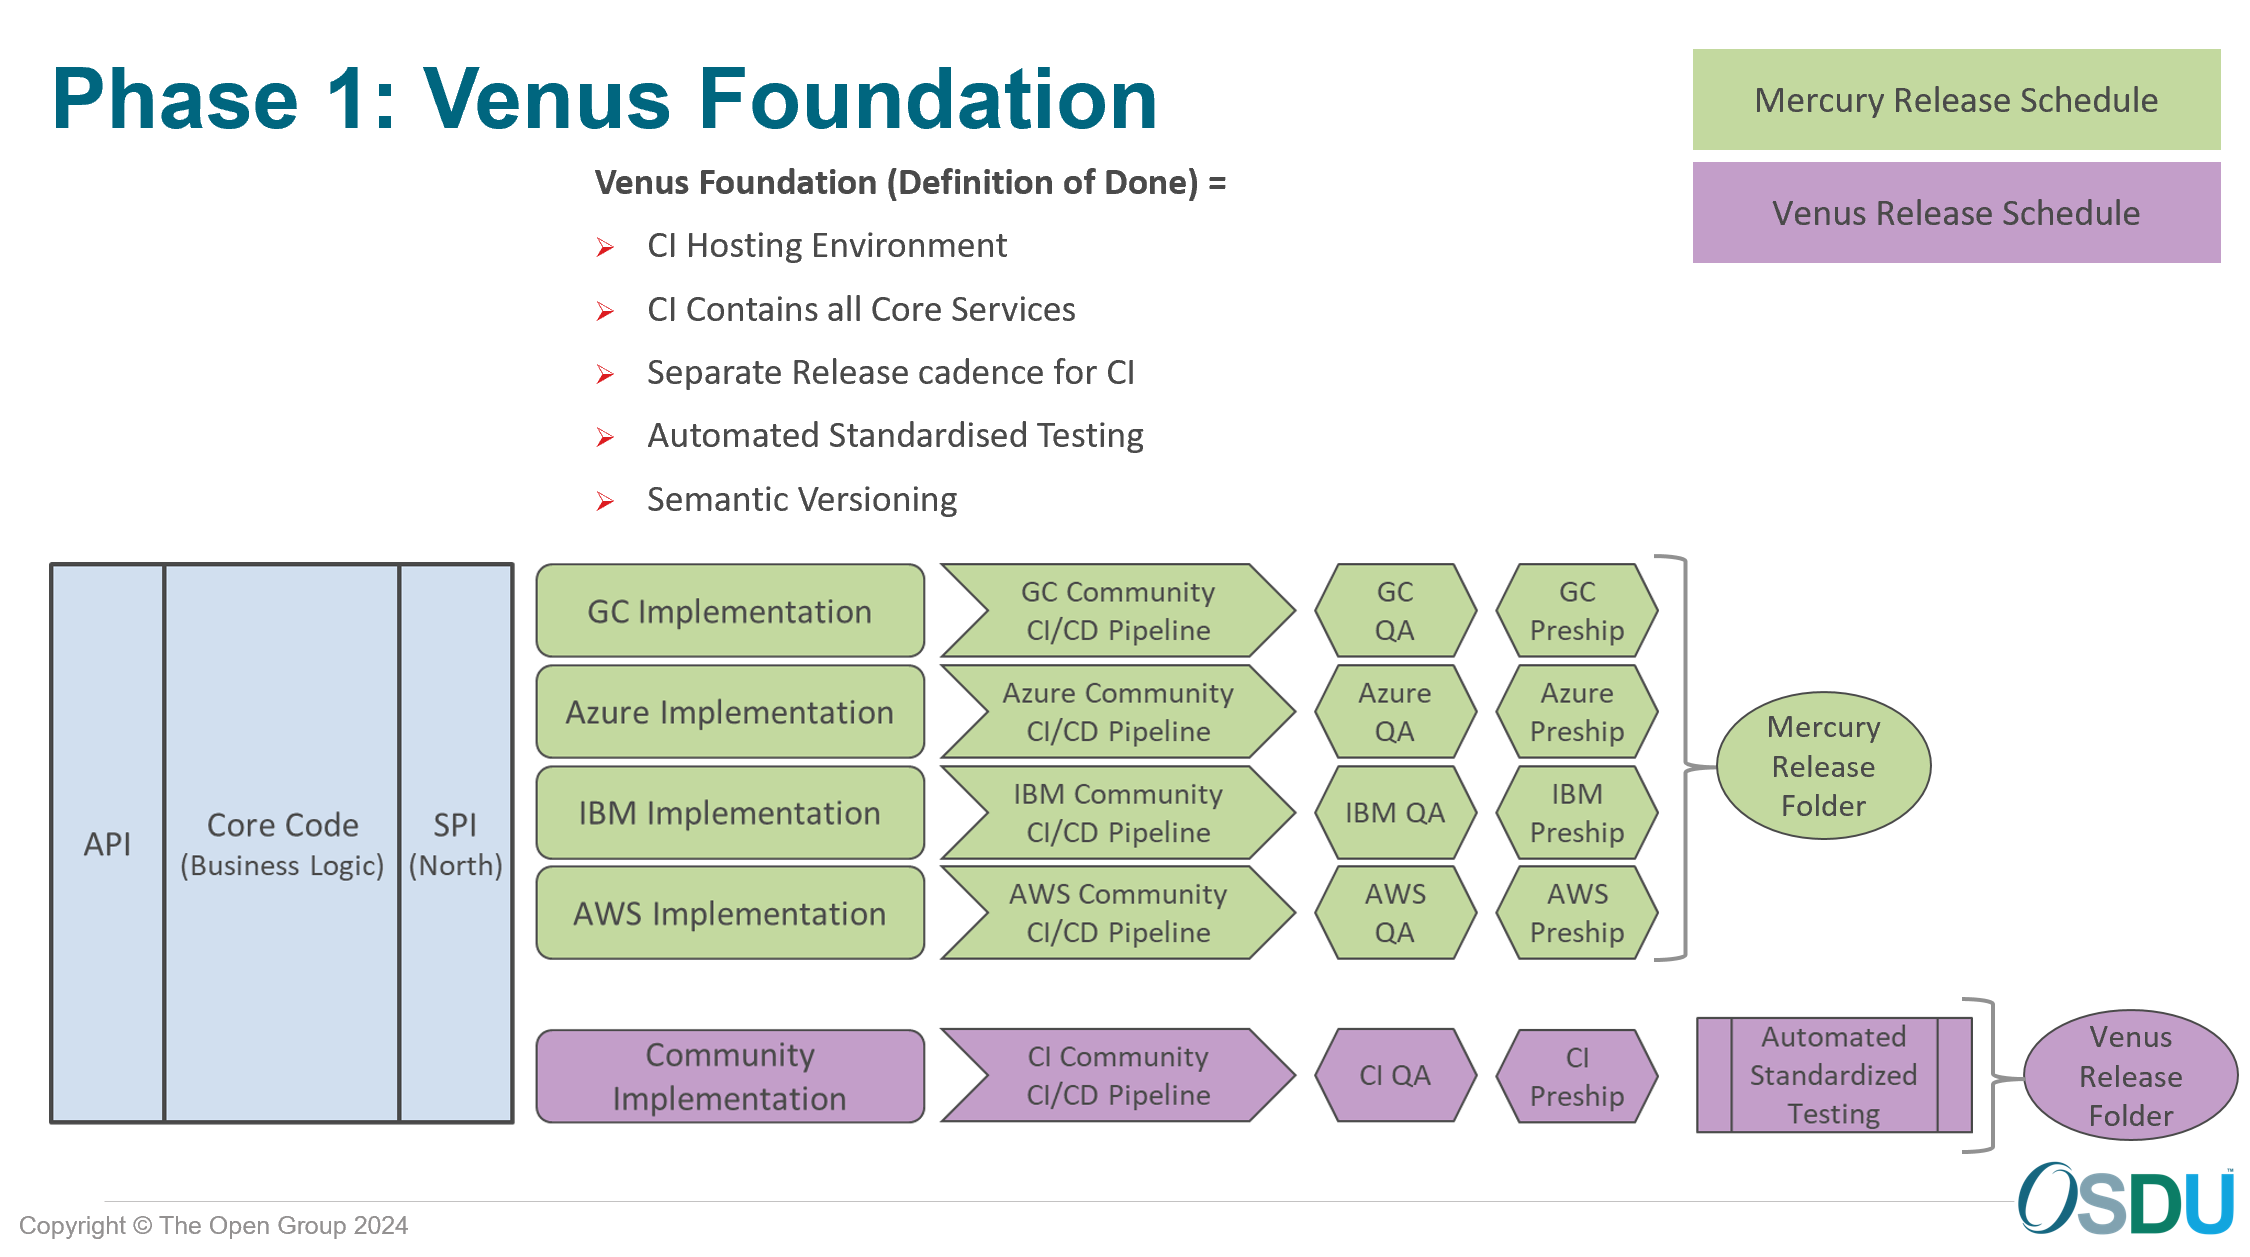 Phase 1: Venus Foundation
Mercury Release Schedule
Venus Release Schedule
Venus Foundation (Definition of Done) =
CI Hosting Environment
CI Contains all Core Services
Separate Release cadence for CI
Automated Standardised Testing
Semantic Versioning
API
Core Code
(Business Logic)
SPI
(North)
GC Implementation
GC Community
CI/CD Pipeline
GC
QA
GC
Preship
Azure Implementation
Azure Community
CI/CD Pipeline
Azure
QA
Azure
Preship
IBM Implementation
IBM Community
CI/CD Pipeline
IBM QA
IBM
Preship
AWS Implementation
AWS Community
CI/CD Pipeline
AWS
QA
AWS
Preship
Mercury
Release
Folder
Community
Implementation
CI Community
CI/CD Pipeline
CI QA
CI
Preship
Automated
Standardized
Testing
Venus
Release
Folder
Copyright © The Open Group 2024
OSDU™